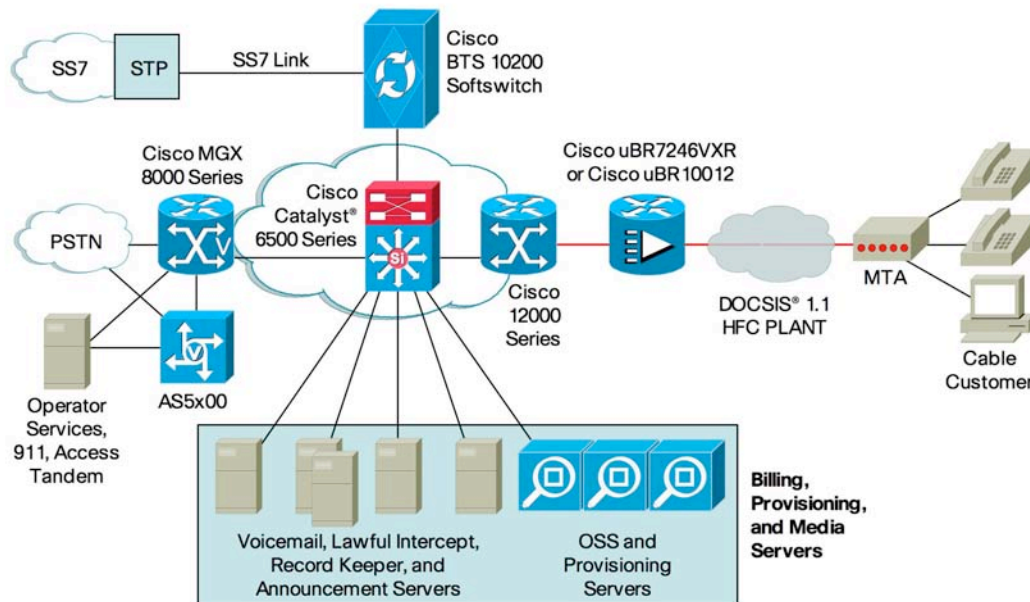 SS7
STP
SS7 Link
Cisco
BTS 10200
Softswitch
Cisco MGX
8000 Series
Cisco
Catalyst®
6500 Series
Si
Cisco uBR7246VXR
or Cisco uBR10012
PSTN
V
V
AS5x00
Operator
Services,
911, Access
Tandem
Cisco
12000
Series
DOCSIS® 1.1
HFC PLANT
MTA
Cable
Customer
Voicemail, Lawful Intercept,
Record Keeper, and
Announcement Servers
OSS and
Provisioning
Servers
Billing,
Provisioning,
and Media
Servers